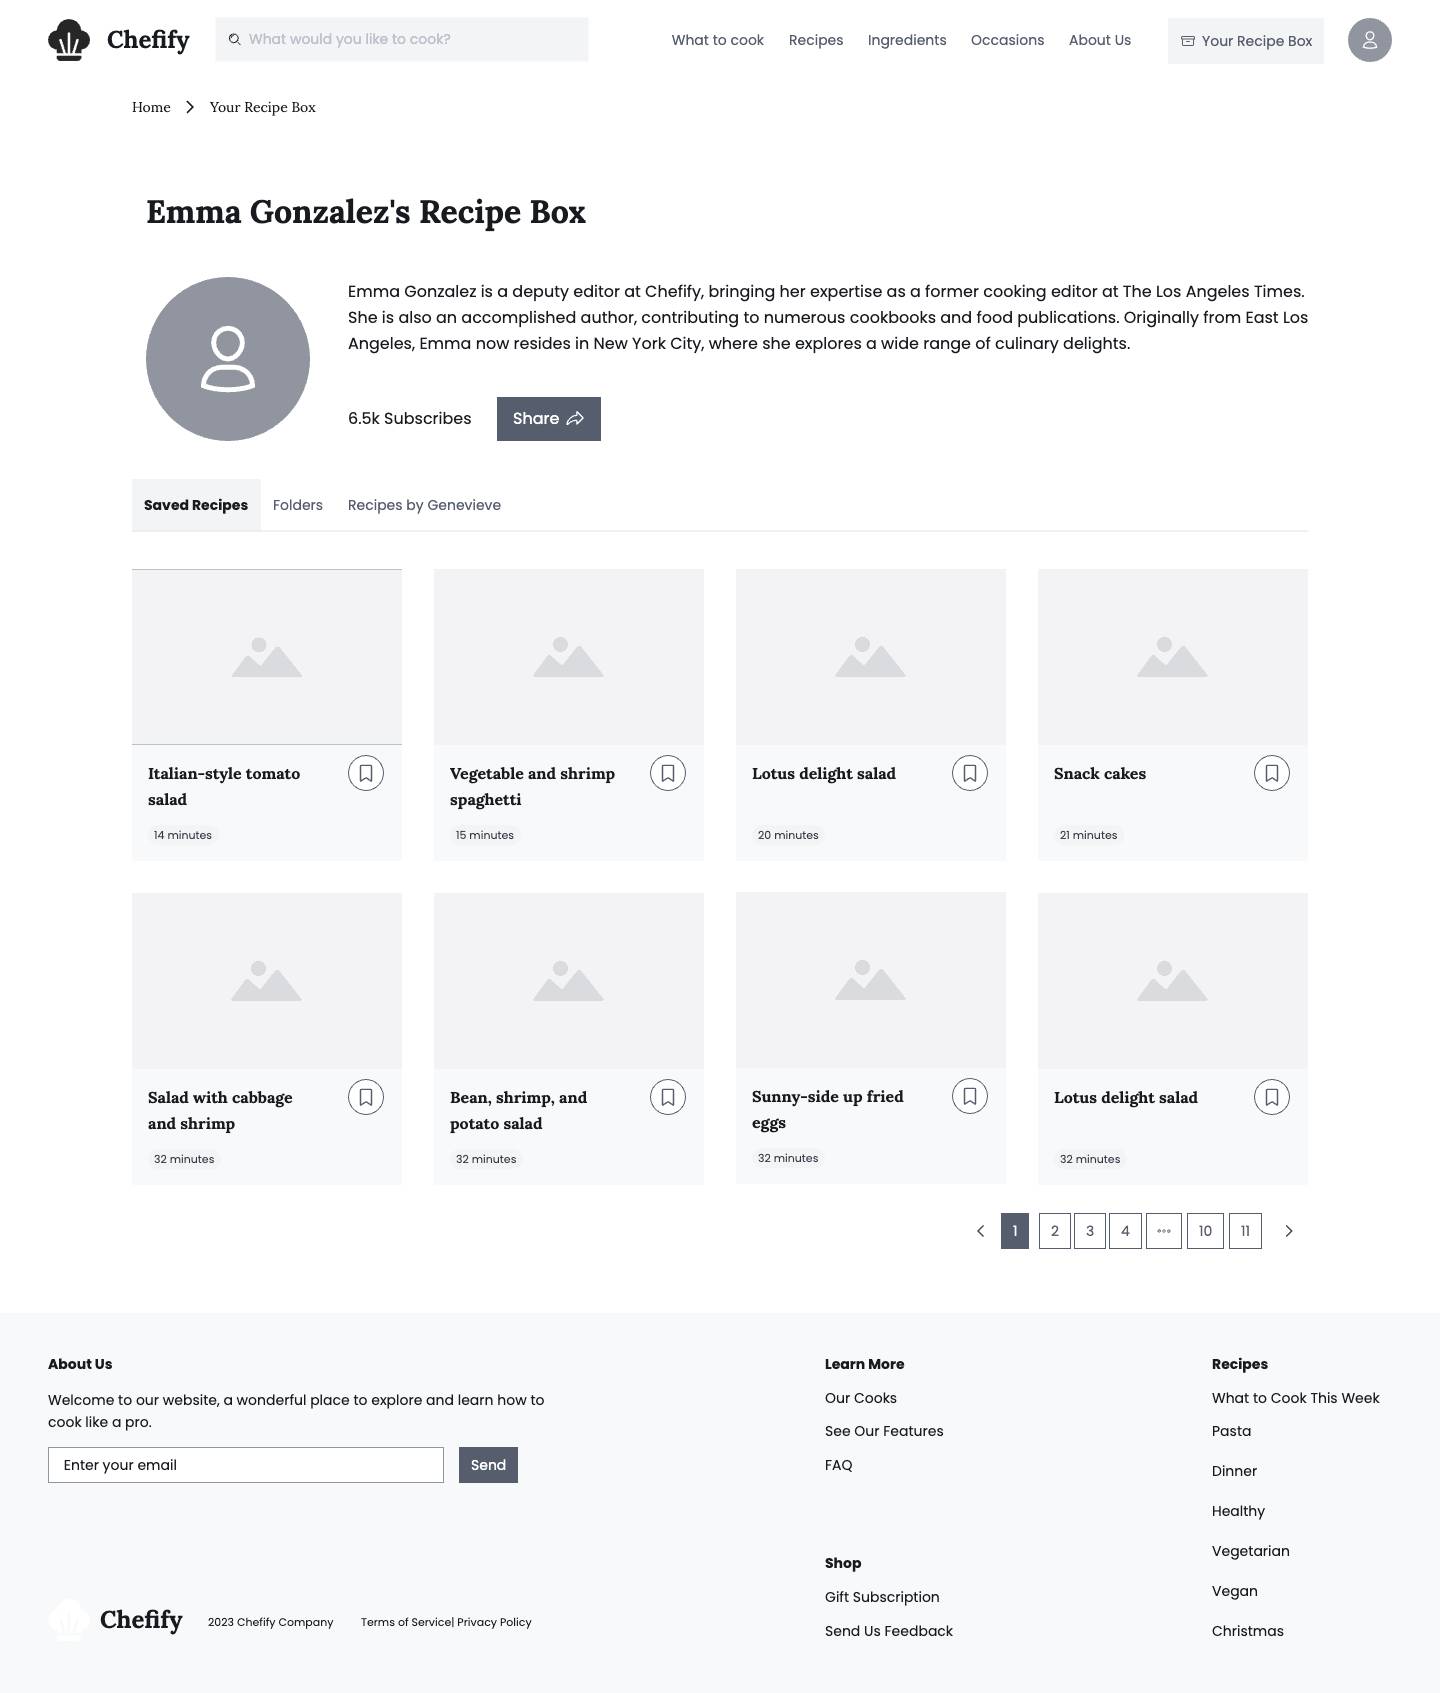 Chefify
What would you like to cook?
What to cook
Recipes
Ingredients
Occasions
About Us
Your Recipe Box
Home
Your Recipe Box
Emma Gonzalez's Recipe Box
Emma Gonzalez is a deputy editor at Chefify, bringing her expertise as a former cooking editor at The Los Angeles Times.
She is also an accomplished author, contributing to numerous cookbooks and food publications. Originally from East Los
Angeles, Emma now resides in New York City, where she explores a wide range of culinary delights.
6.5k Subscribes
Share
Saved Recipes
Folders
Recipes by Genevieve
Italian-style tomato
salad
14 minutes
Vegetable and shrimp
spaghetti
15 minutes
Lotus delight salad
20 minutes
Snack cakes
21 minutes
Salad with cabbage
and shrimp
32 minutes
Bean, shrimp, and
potato salad
32 minutes
Sunny-side up fried
eggs
32 minutes
Lotus delight salad
32 minutes
1
2
3
4
10
11
About Us
Welcome to our website, a wonderful place to explore and learn how to
cook like a pro.
Enter your email
Send
Chefify
2023 Chefify Company
Terms of Service| Privacy Policy
Learn More
Our Cooks
See Our Features
FAQ
Shop
Gift Subscription
Send Us Feedback
Recipes
What to Cook This Week
Pasta
Dinner
Healthy
Vegetarian
Vegan
Christmas